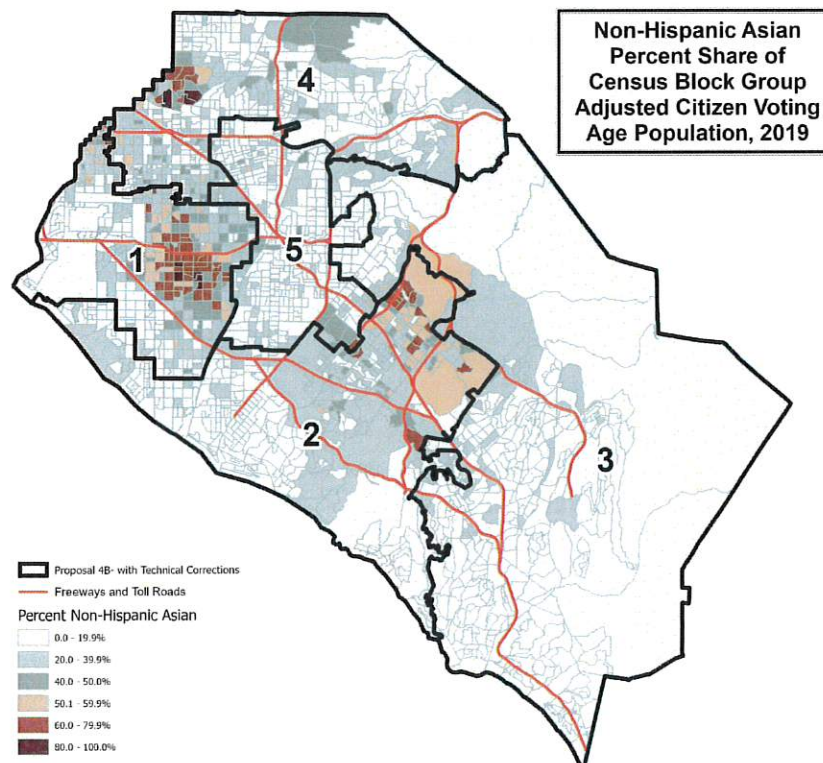 Non-Hispanic Asian
Percent Share of
Census Block Group
Adjusted Citizen Voting
Age Population, 2019
4
1
5
2
3
Proposal 4B- with Technical Corrections
Freeways and Toll Roads
Percent Non-Hispanic Asian
0.0 - 19.9%
20.0 - 39.9%
40.0 - 50.0%
50.1 - 59.9%
60.0 - 79.9%
80.0 - 100.0%